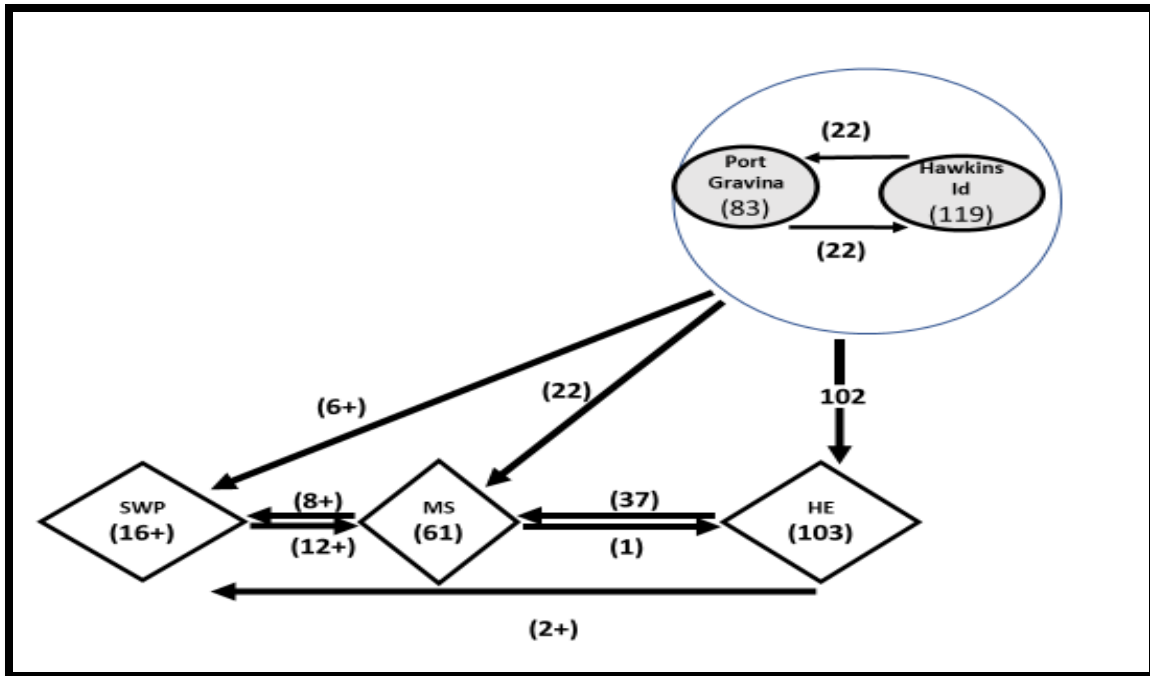 (22)
Port
Gravina
(83)
Hawkins
Id
(119)
(22)
(6+)
(22)
102
SWP
(16+)
(8+)
(12+)
MS
(61)
(37)
(1)
HE
(103)
(2+)